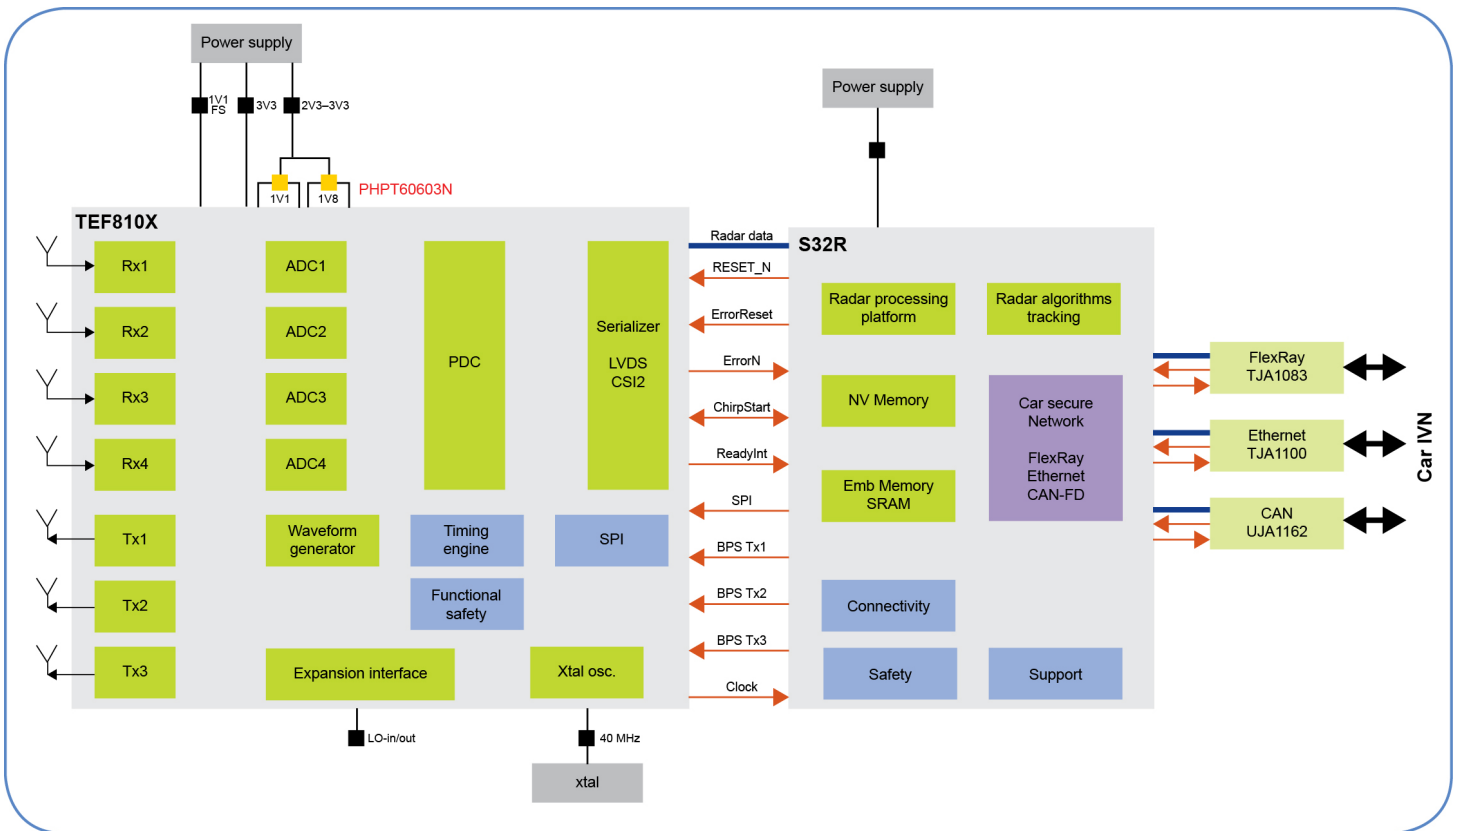 Power supply
1V1
FS
3V3
2V3–3V3
1V1
1V8
PHPT60603N
Power supply
TEF810X
Rx1
Rx2
Rx3
Rx4
Tx1
Tx2
Tx3
ADC1
ADC2
ADC3
ADC4
PDC
Serializer
LVDS
CSI2
Waveform
generator
Timing
engine
SPI
Functional
safety
Expansion interface
Xtal osc.
LO-in/out
40 MHz
xtal
Radar data
RESET_N
ErrorReset
ErrorN
ChirpStart
ReadyInt
SPI
BPS Tx1
BPS Tx2
BPS Tx3
Clock
S32R
Radar processing
platform
Radar algorithms
tracking
NV Memory
Car secure
Network
FlexRay
Ethernet
CAN-FD
Emb Memory
SRAM
Connectivity
Safety
Support
FlexRay
TJA1083
Ethernet
TJA1100
CAN
UJA1162
Car IVN